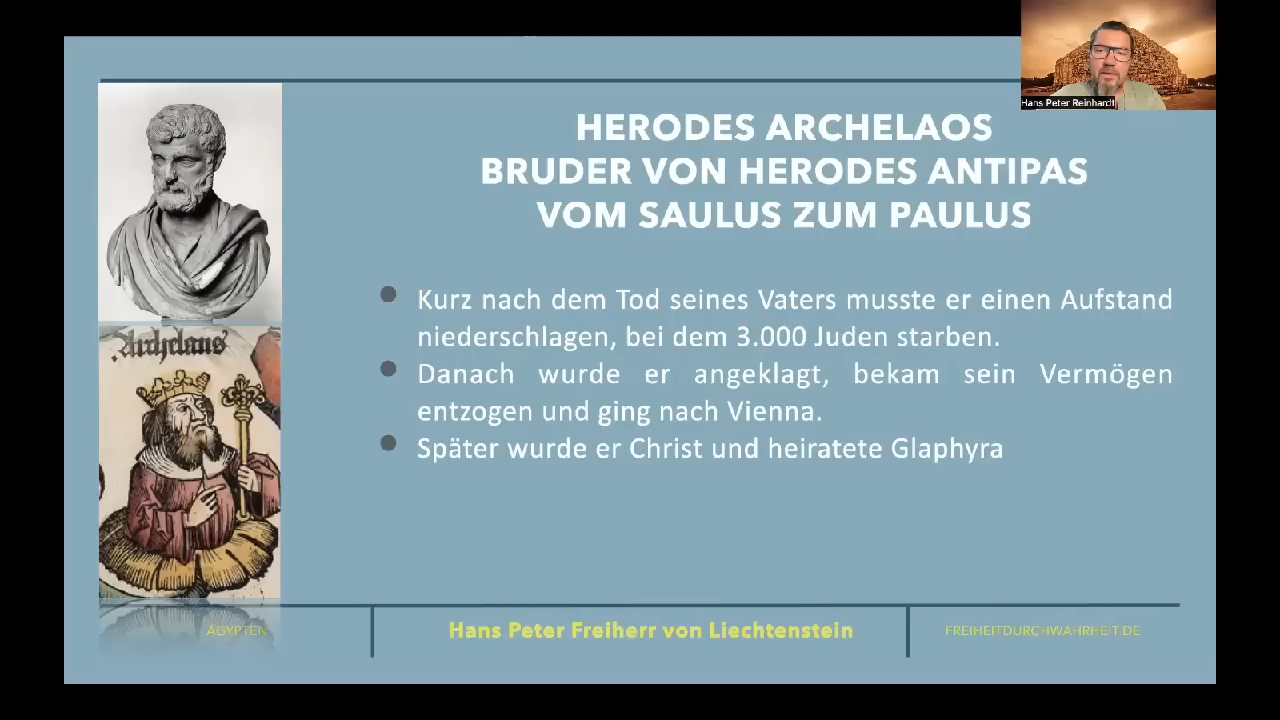 Hans Peter Reinhardt
HERODES ARCHELAOS
BRUDER VON HERODES ANTIPAS
VOM SAULUS ZUM PAULUS
Kurz nach dem Tod seines Vaters musste er einen Aufstand
niederschlagen, bei dem 3.000 Juden starben.
Danach wurde er angeklagt, bekam sein Vermögen
entzogen und ging nach Vienna.
Später wurde er Christ und heiratete Glaphyra
Archelaus
ÄGYPTEN
Hans Peter Freiherr von Liechtenstein
FREIHEITDURCHWAHRHEIT.DE